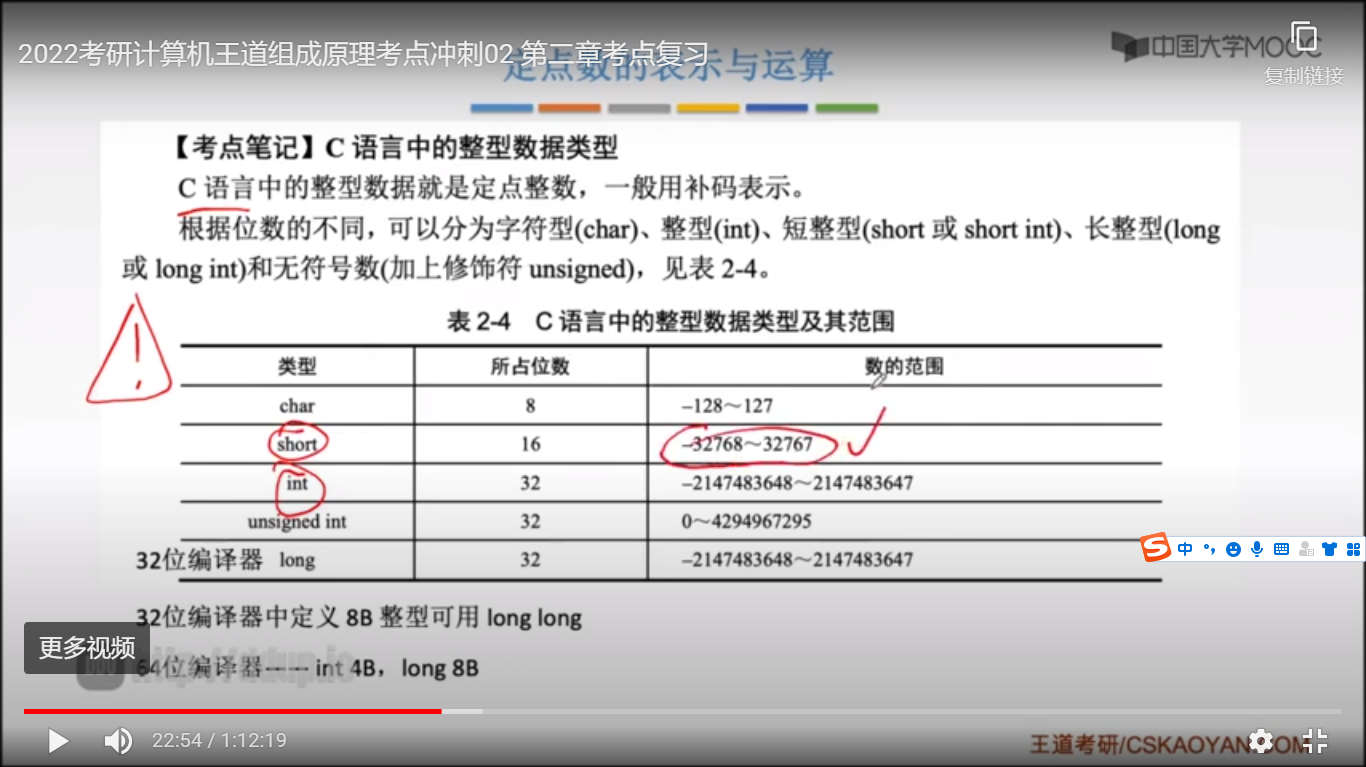 2022考研计算机王道组成原理考点冲刺02 第二章考点复习
定点数的表示与运算
中国大学MOOC
复制链接
【考点笔记】C 语言中的整型数据类型
C 语言中的整型数据就是定点整数，一般用补码表示。
根据位数的不同，可以分为字符型(char)、整型(int)、短整型(short 或 short int)、长整型(long
或 long int)和无符号数(加上修饰符 unsigned)，见表 2-4。
表 2-4 C 语言中的整型数据类型及其范围
类型 所占位数 数的范围
char 8 –128～127
short 16 –32768～32767
int 32 –2147483648～2147483647
unsigned int 32 0～4294967295
32位编译器 long 32 –2147483648～2147483647
中
32位编译器中定义 8B 整型可用 long long
更多视频
64位编译器—— int 4B，long 8B
22:54 / 1:12:19
王道考研/CSKAOYAN.COM